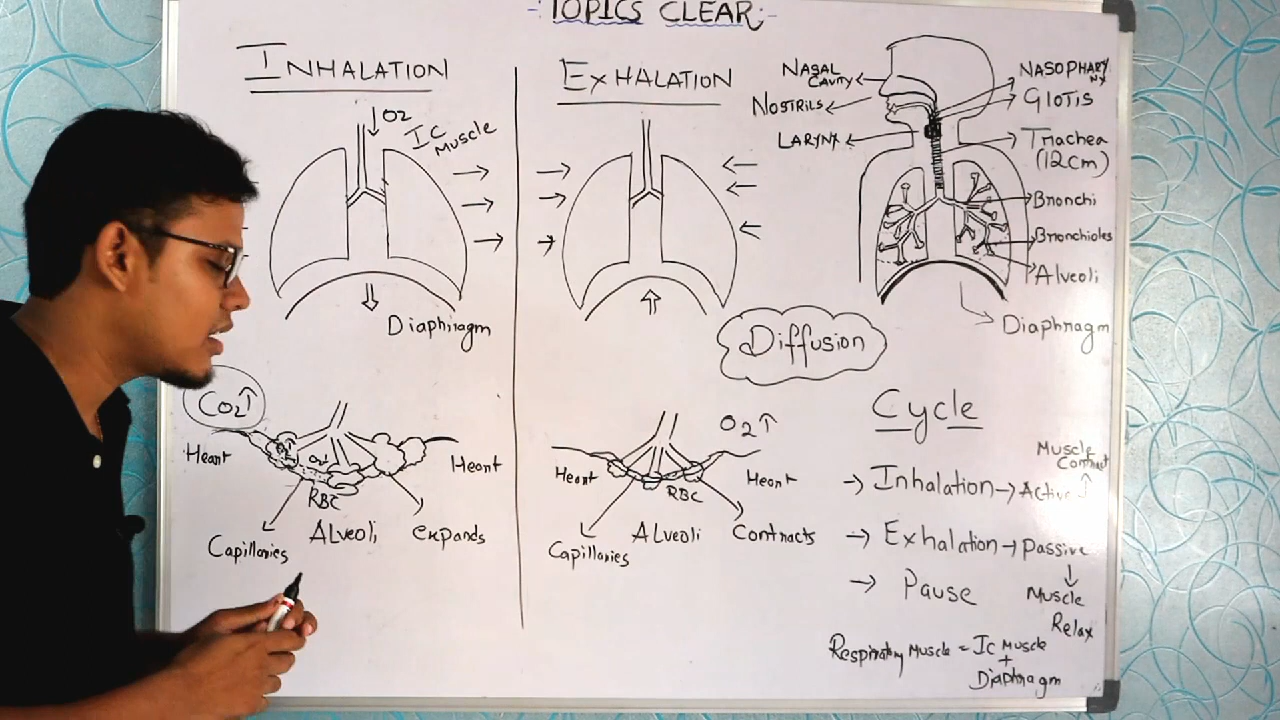 -: TOPICS CLEAR :-
INHALATION
O2
IC
Muscle
Diaphragm
CO2↑
Heart
O2
Heart
RBC
Capillaries
Alveoli
expands
EXHALATION
Diffusion
O2↑
Heart
RBC
Heart
Capillaries
Alveoli
Contracts
NASAL
CAVITY
NOSTRILS
LARYNX
NASOPHARY
NX
GlOTIS
Trachea
(12cm)
Bronchi
Bronchioles
Alveoli
Diaphragm
Cycle
Muscle
Contract
→ Inhalation → Active ↑
→ Exhalation → Passive
↓
→ Pause
Muscle
Relax
Respiratory Muscle = IC Muscle
+
Diaphragm